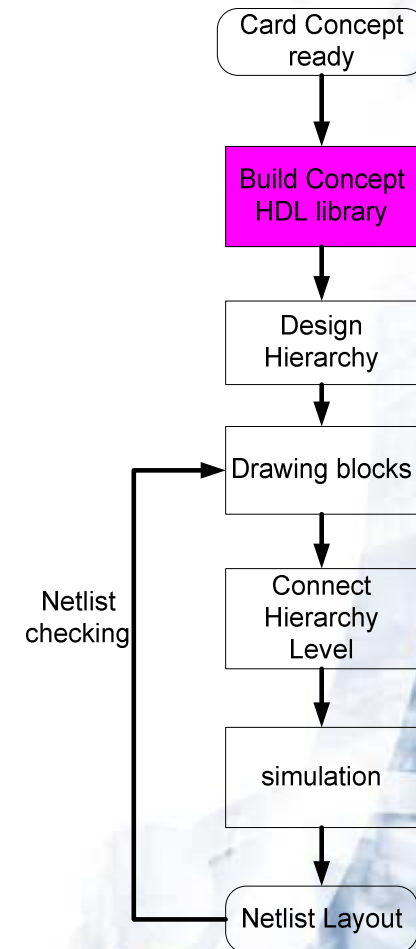 Card Concept
ready
Build Concept
HDL library
Design
Hierarchy
Drawing blocks
Netlist
checking
Connect
Hierarchy
Level
simulation
Netlist Layout